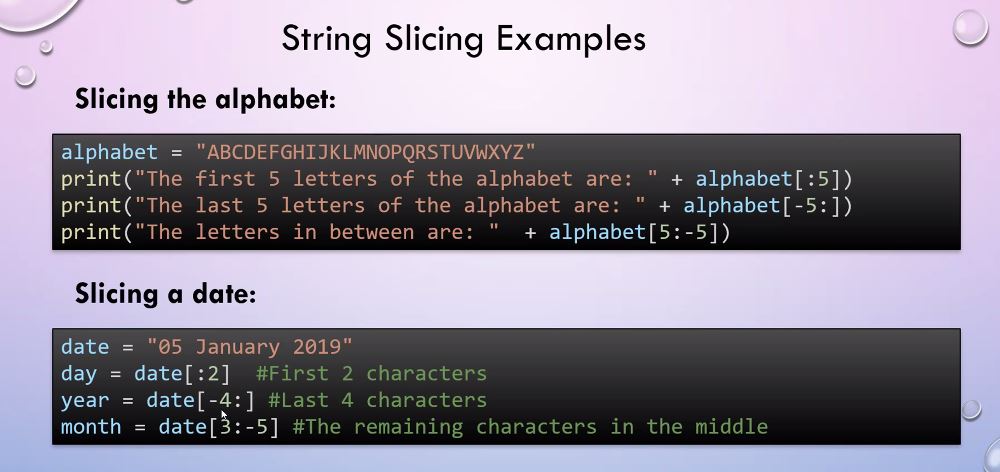 String Slicing Examples
Slicing the alphabet:
alphabet = "ABCDEFGHIJKLMNOPQRSTUVWXYZ"
print("The first 5 letters of the alphabet are: " + alphabet[:5])
print("The last 5 letters of the alphabet are: " + alphabet[-5:])
print("The letters in between are: "  + alphabet[5:-5])
Slicing a date:
date = "05 January 2019"
day = date[:2]  #First 2 characters
year = date[-4:] #Last 4 characters
month = date[3:-5] #The remaining characters in the middle